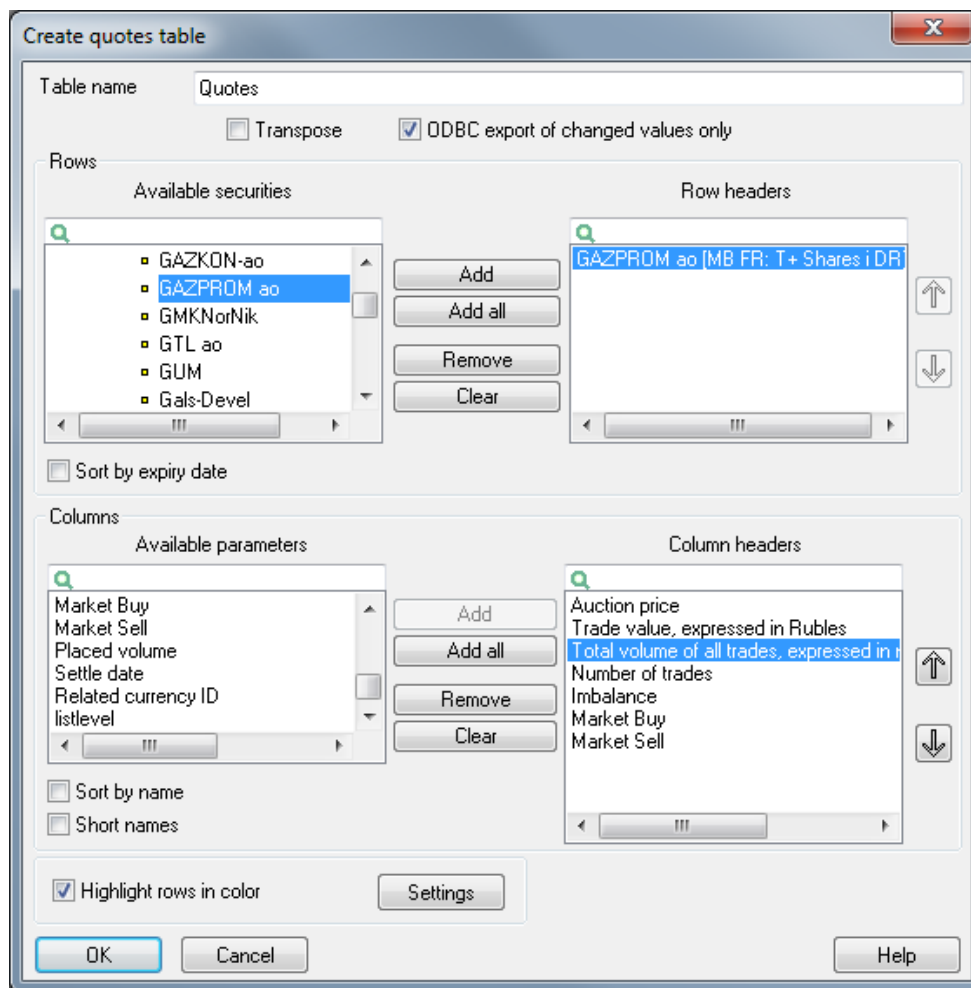 Create quotes table
Table name
Quotes
Transpose
ODBC export of changed values only
Rows
Available securities
Row headers
GAZKON-ao
GAZPROM ao
GMKNorNik
GTL ao
GUM
Gals-Devel
Add
Add all
Remove
Clear
GAZPROM ao [MB FR: T+ Shares i DR
Sort by expiry date
Columns
Available parameters
Column headers
Market Buy
Market Sell
Placed volume
Settle date
Related currency ID
listlevel
Add
Add all
Remove
Clear
Auction price
Trade value, expressed in Rubles
Total volume of all trades, expressed in
Number of trades
Imbalance
Market Buy
Market Sell
Sort by name
Short names
Highlight rows in color
Settings
OK
Cancel
Help